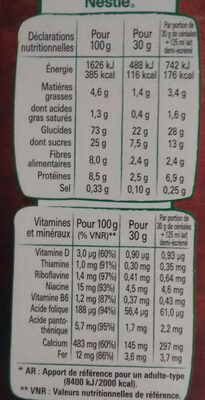 Nestlé.
Déclarations nutritionnelles Pour 100g Pour 30 g Par portion de 30 g de céréales + 125 ml lait demi-écrémé
Énergie 1626 kJ 488 kJ 742 kJ
385 kcal 116 kcal 176 kcal
Matières grasses 4,6 g 1,4 g 3,4 g
dont acides gras saturés 1,3 g 0,4 g 1,6 g
Glucides 73 g 22 g 28 g
dont sucres 25 g 7,5 g 13 g
Fibres alimentaires 8,0 g 2,4 g 2,4 g
Protéines 8,5 g 2,5 g 6,9 g
Sel 0,33 g 0,10 g 0,25 g
Vitamines et minéraux Pour 100g (% VNR)** Pour 30 g Par portion de 30 g de céréales + 125 ml lait demi-écrémé
Vitamine D 3,0 µg (60%) 0,90 µg 0,93 µg
Thiamine 1,0 mg (91%) 0,30 mg 0,35 mg
Riboflavine 1,4 mg (97%) 0,41 mg 0,64 mg
Niacine 15 mg (93%) 4,5 mg 4,6 mg
Vitamine B6 1,2 mg (87%) 0,37 mg 0,43 mg
Acide folique 188 µg (94%) 56,4 µg 61,0 µg
Acide panto-
thénique 5,7 mg (95%) 1,7 mg 2,2 mg
Calcium 483 mg (60%) 145 mg 297 mg
Fer 12 mg (86%) 3,6 mg 3,7 mg
* AR : Apport de référence pour un adulte-type
(8400 kJ/2000 kcal).
** VNR : Valeurs nutritionnelles de référence.